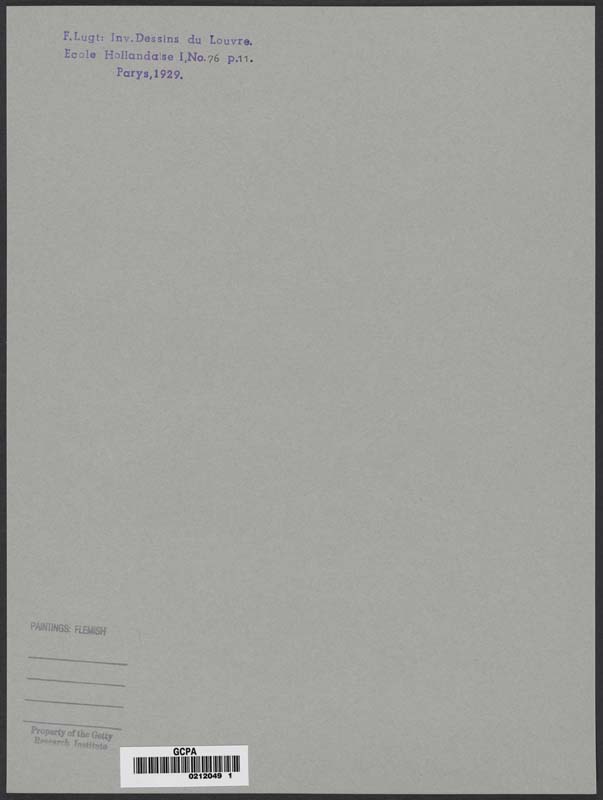 F.Lugt: Inv.Dessins du Louvre.
Ecole Hollandaise I,No.76 p.11.
Parys,1929.
PAINTINGS: FLEMISH
Property of the Getty
Research Institute
GCPA
0212049 1